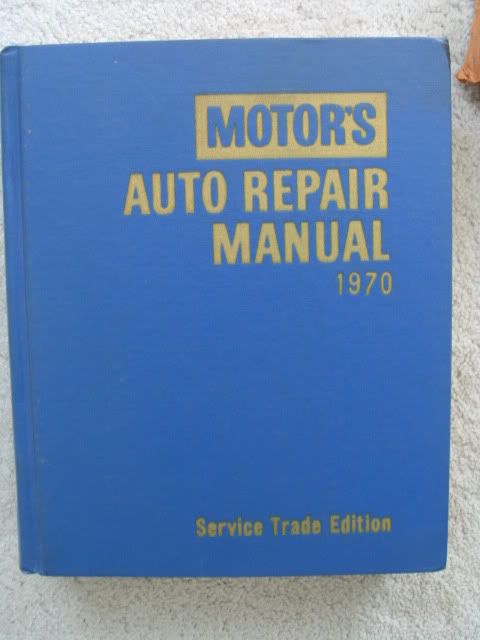 MOTOR'S
AUTO REPAIR
MANUAL
1970
Service Trade Edition